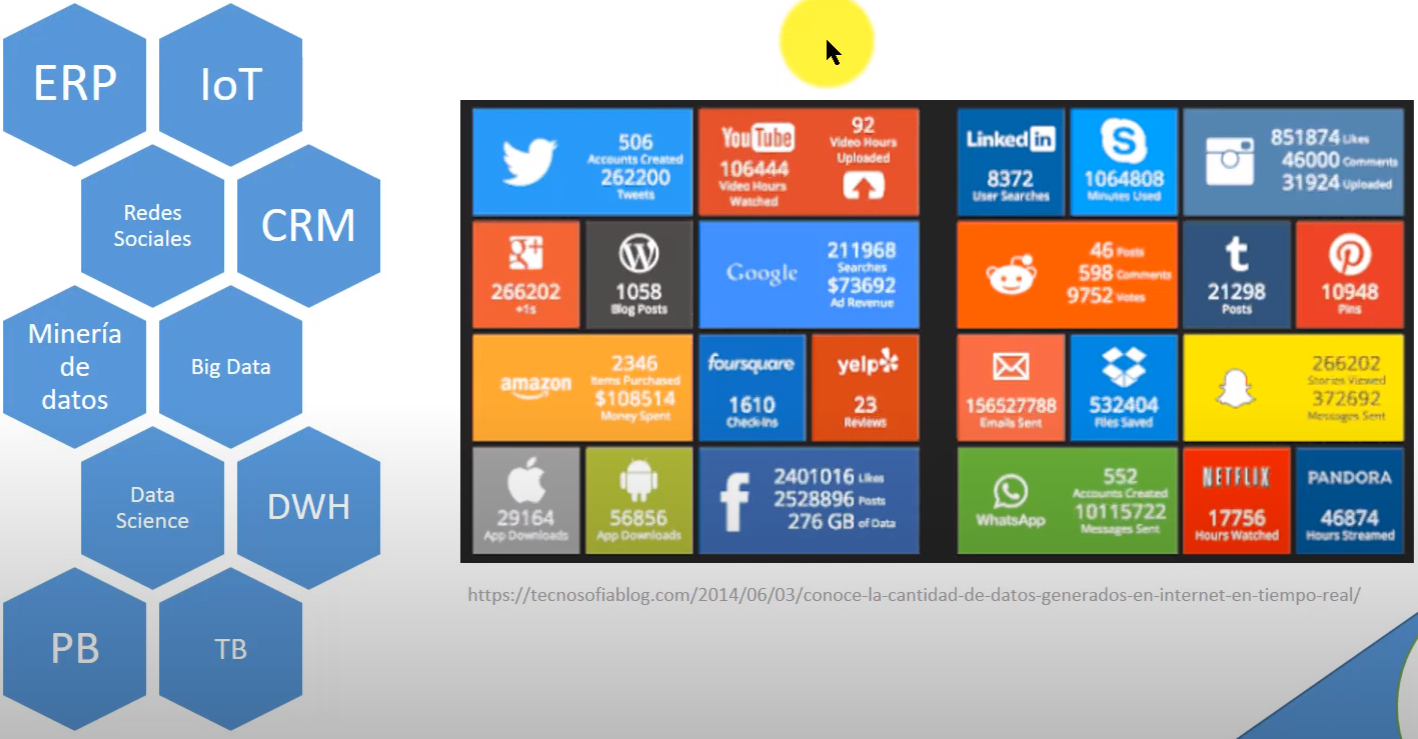 ERP
IoT
Redes
Sociales
CRM
Minería
de
datos
Big Data
Data
Science
DWH
PB
TB
506
Accounts Created
262200
Tweets
YouTube
106444
Video Hours
Watched
92
Video Hours
Uploaded
LinkedIn
8372
User Searches
S
1064808
Minutes Used
851874 Likes
46000 Comments
31924 Uploaded
g+
266202
+1s
W
1058
Blog Posts
Google
211968
Searches
$73692
Ad Revenue
46 Posts
598 Comments
9752 Votes
t
21298
Posts
P
10948
Pins
amazon
2346
Items Purchased
$108514
Money Spent
foursquare
1610
Check-Ins
yelp
23
Reviews
156527788
Emails Sent
532404
Files Saved
266202
Stories Viewed
372692
Messages Sent
29164
App Downloads
56856
App Downloads
f
2401016 Likes
2528896 Posts
276 GB of Data
WhatsApp
552
Accounts Created
10115722
Messages Sent
NETFLIX
17756
Hours Watched
PANDORA
46874
Hours Streamed
https://tecnosofiablog.com/2014/06/03/conoce-la-cantidad-de-datos-generados-en-internet-en-tiempo-real/